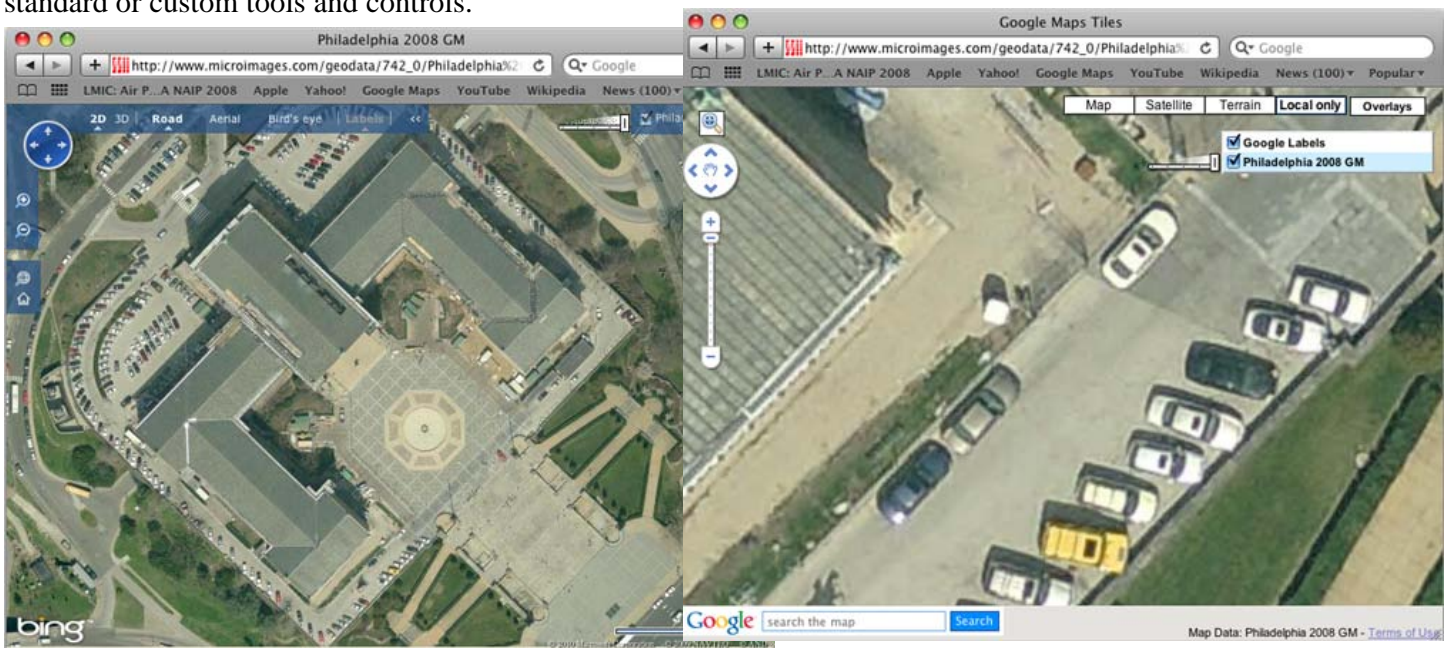 standard or custom tools and controls.
Philadelphia 2008 GM
http://www.microimages.com/geodata/742_0/Philadelphia%2
Google
LMIC: Air P...A NAIP 2008 Apple Yahoo! Google Maps YouTube Wikipedia News (100)
2D 3D Road Aerial Bird's eye Labels <<
bing
Google Maps Tiles
http://www.microimages.com/geodata/742_0/Philadelphia%
Google
LMIC: Air P...A NAIP 2008 Apple Yahoo! Google Maps YouTube Wikipedia News (100) Popular
Map Satellite Terrain Local only Overlays
Google Labels
Philadelphia 2008 GM
Google search the map Search
Map Data: Philadelphia 2008 GM - Terms of Use